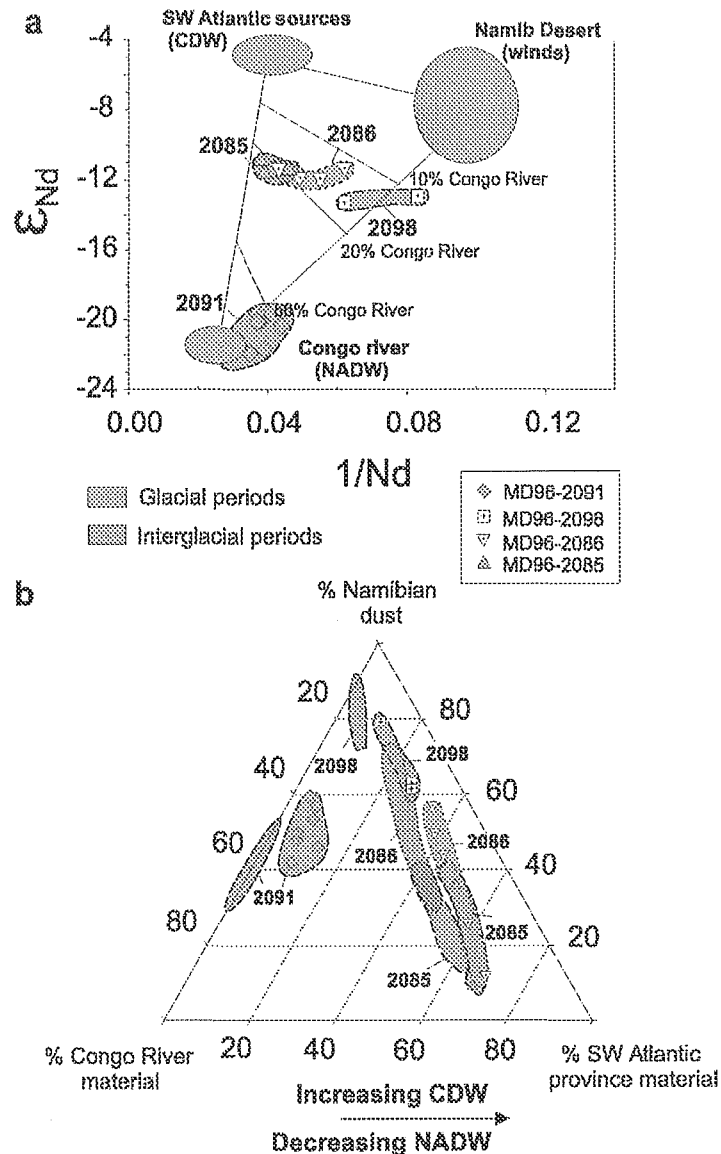 a
SW Atlantic sources
(CDW)
Namib Desert
(winds)
-4
-8
-12
-16
-20
-24
εNd
2085
2086
10% Congo River
2098
20% Congo River
2091
Congo River
Congo river
(NADW)
0.00
0.04
0.08
0.12
1/Nd
Glacial periods
Interglacial periods
MD96-2091
MD96-2098
MD96-2086
MD96-2085
b
% Namibian
dust
20
80
2098
2098
40
60
60
2086
2086
40
2091
80
2085
20
2085
% Congo River
material
20
40
60
80
% SW Atlantic
province material
Increasing CDW
Decreasing NADW